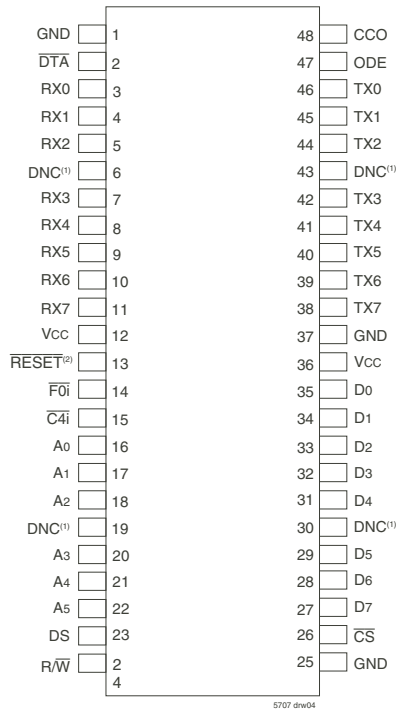 GND 1 48 CCO
D̅T̅A̅ 2 47 ODE
RX0 3 46 TX0
RX1 4 45 TX1
RX2 5 44 TX2
DNC(1) 6 43 DNC(1)
RX3 7 42 TX3
RX4 8 41 TX4
RX5 9 40 TX5
RX6 10 39 TX6
RX7 11 38 TX7
VCC 12 37 GND
R̅E̅S̅E̅T̅(2) 13 36 VCC
F̅0̅i̅ 14 35 D0
C̅4̅i̅ 15 34 D1
A0 16 33 D2
A1 17 32 D3
A2 18 31 D4
DNC(1) 19 30 DNC(1)
A3 20 29 D5
A4 21 28 D6
A5 22 27 D7
DS 23 26 C̅S̅
R/W̅ 2 25 GND
4
5707 drw04